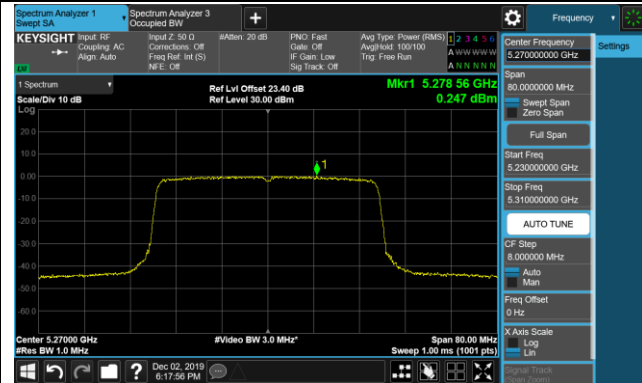 Spectrum Analyzer 1
Swept SA
Spectrum Analyzer 3
Occupied BW
+
Frequency
KEYSIGHT
Input: RF
Coupling: AC
Align: Auto
Input Z: 50 Ω
Corrections: Off
Freq Ref: Int (S)
NFE: Off
#Atten: 20 dB
PNO: Fast
Gate: Off
IF Gain: Low
Sig Track: Off
Avg Type: Power (RMS)
Avg|Hold: 100/100
Trig: Free Run
1 2 3 4 5 6
A W W W W W
A N N N N N
LXI
1 Spectrum
Scale/Div 10 dB
Log
Ref Lvl Offset 23.40 dB
Ref Level 30.00 dBm
Mkr1 5.278 56 GHz
0.247 dBm
20.0
10.0
0.00
-10.0
-20.0
-30.0
-40.0
-50.0
-60.0
1
Center 5.27000 GHz
#Res BW 1.0 MHz
#Video BW 3.0 MHz*
Span 80.00 MHz
Sweep 1.00 ms (1001 pts)
Dec 02, 2019
6:17:56 PM
Center Frequency
5.270000000 GHz
Settings
Span
80.0000000 MHz
Swept Span
Zero Span
Full Span
Start Freq
5.230000000 GHz
Stop Freq
5.310000000 GHz
AUTO TUNE
CF Step
8.000000 MHz
Auto
Man
Freq Offset
0 Hz
X Axis Scale
Log
Lin
Signal Track
(Span Zoom)